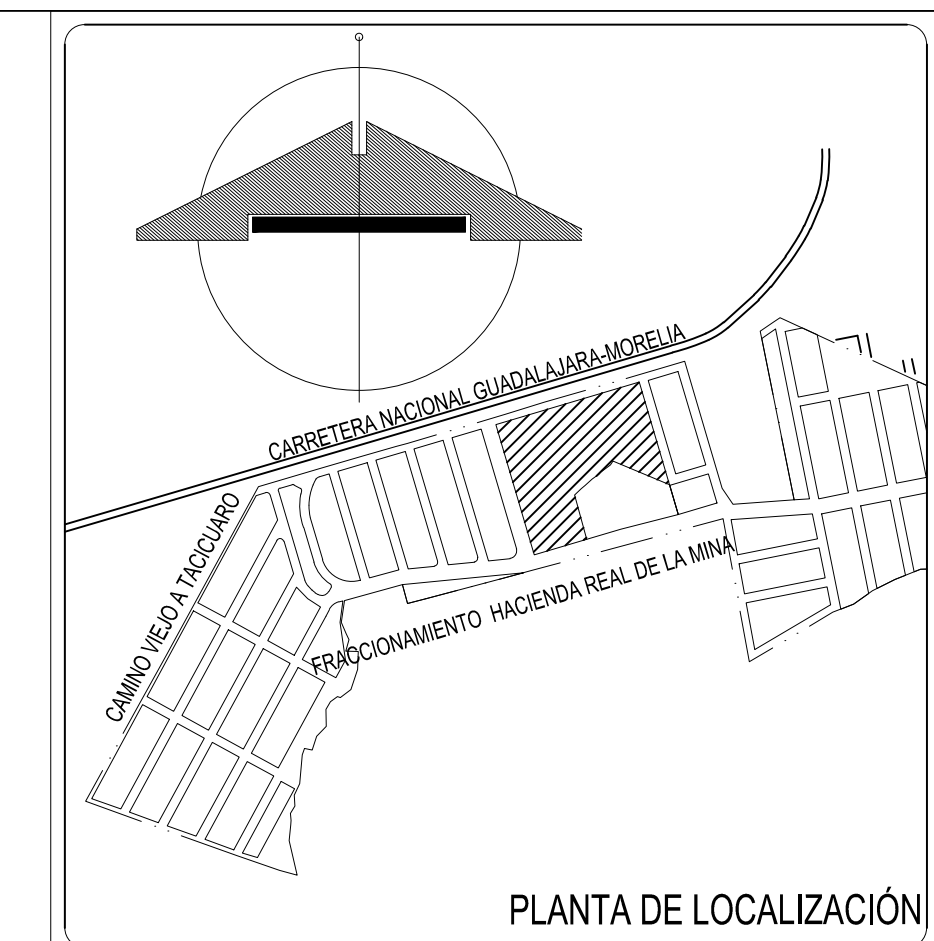 CARRETERA NACIONAL GUADALAJARA-MORELIA
CAMINO VIEJO A TACICUARO
FRACCIONAMIENTO HACIENDA REAL DE LA MINA
PLANTA DE LOCALIZACIÓN